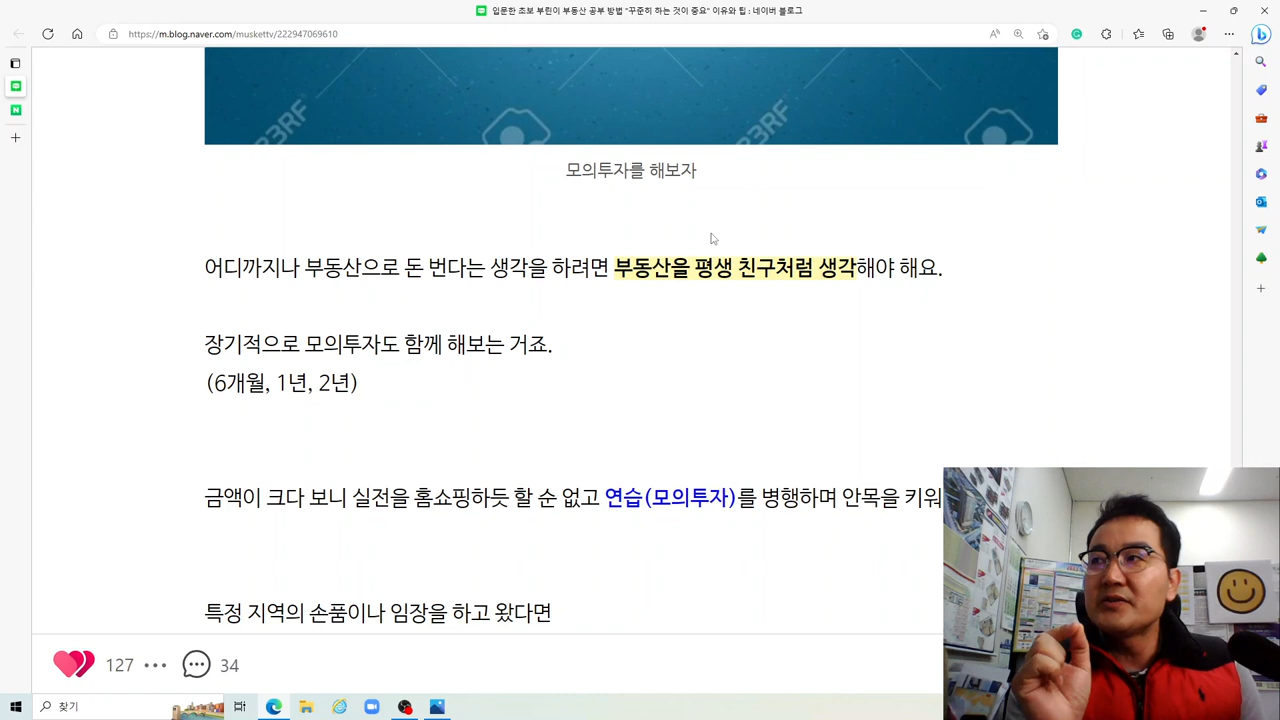 입문한 초보 부린이 부동산 공부 방법 "꾸준히 하는 것이 중요" 이유와 팁 : 네이버 블로그
https://m.blog.naver.com/muskettv/222947069610
123RF
123RF
모의투자를 해보자
어디까지나 부동산으로 돈 번다는 생각을 하려면 부동산을 평생 친구처럼 생각해야 해요.
장기적으로 모의투자도 함께 해보는 거죠.
(6개월, 1년, 2년)
금액이 크다 보니 실전을 홈쇼핑하듯 할 순 없고 연습(모의투자)를 병행하며 안목을 키워
특정 지역의 손품이나 임장을 하고 왔다면
127
34
찾기